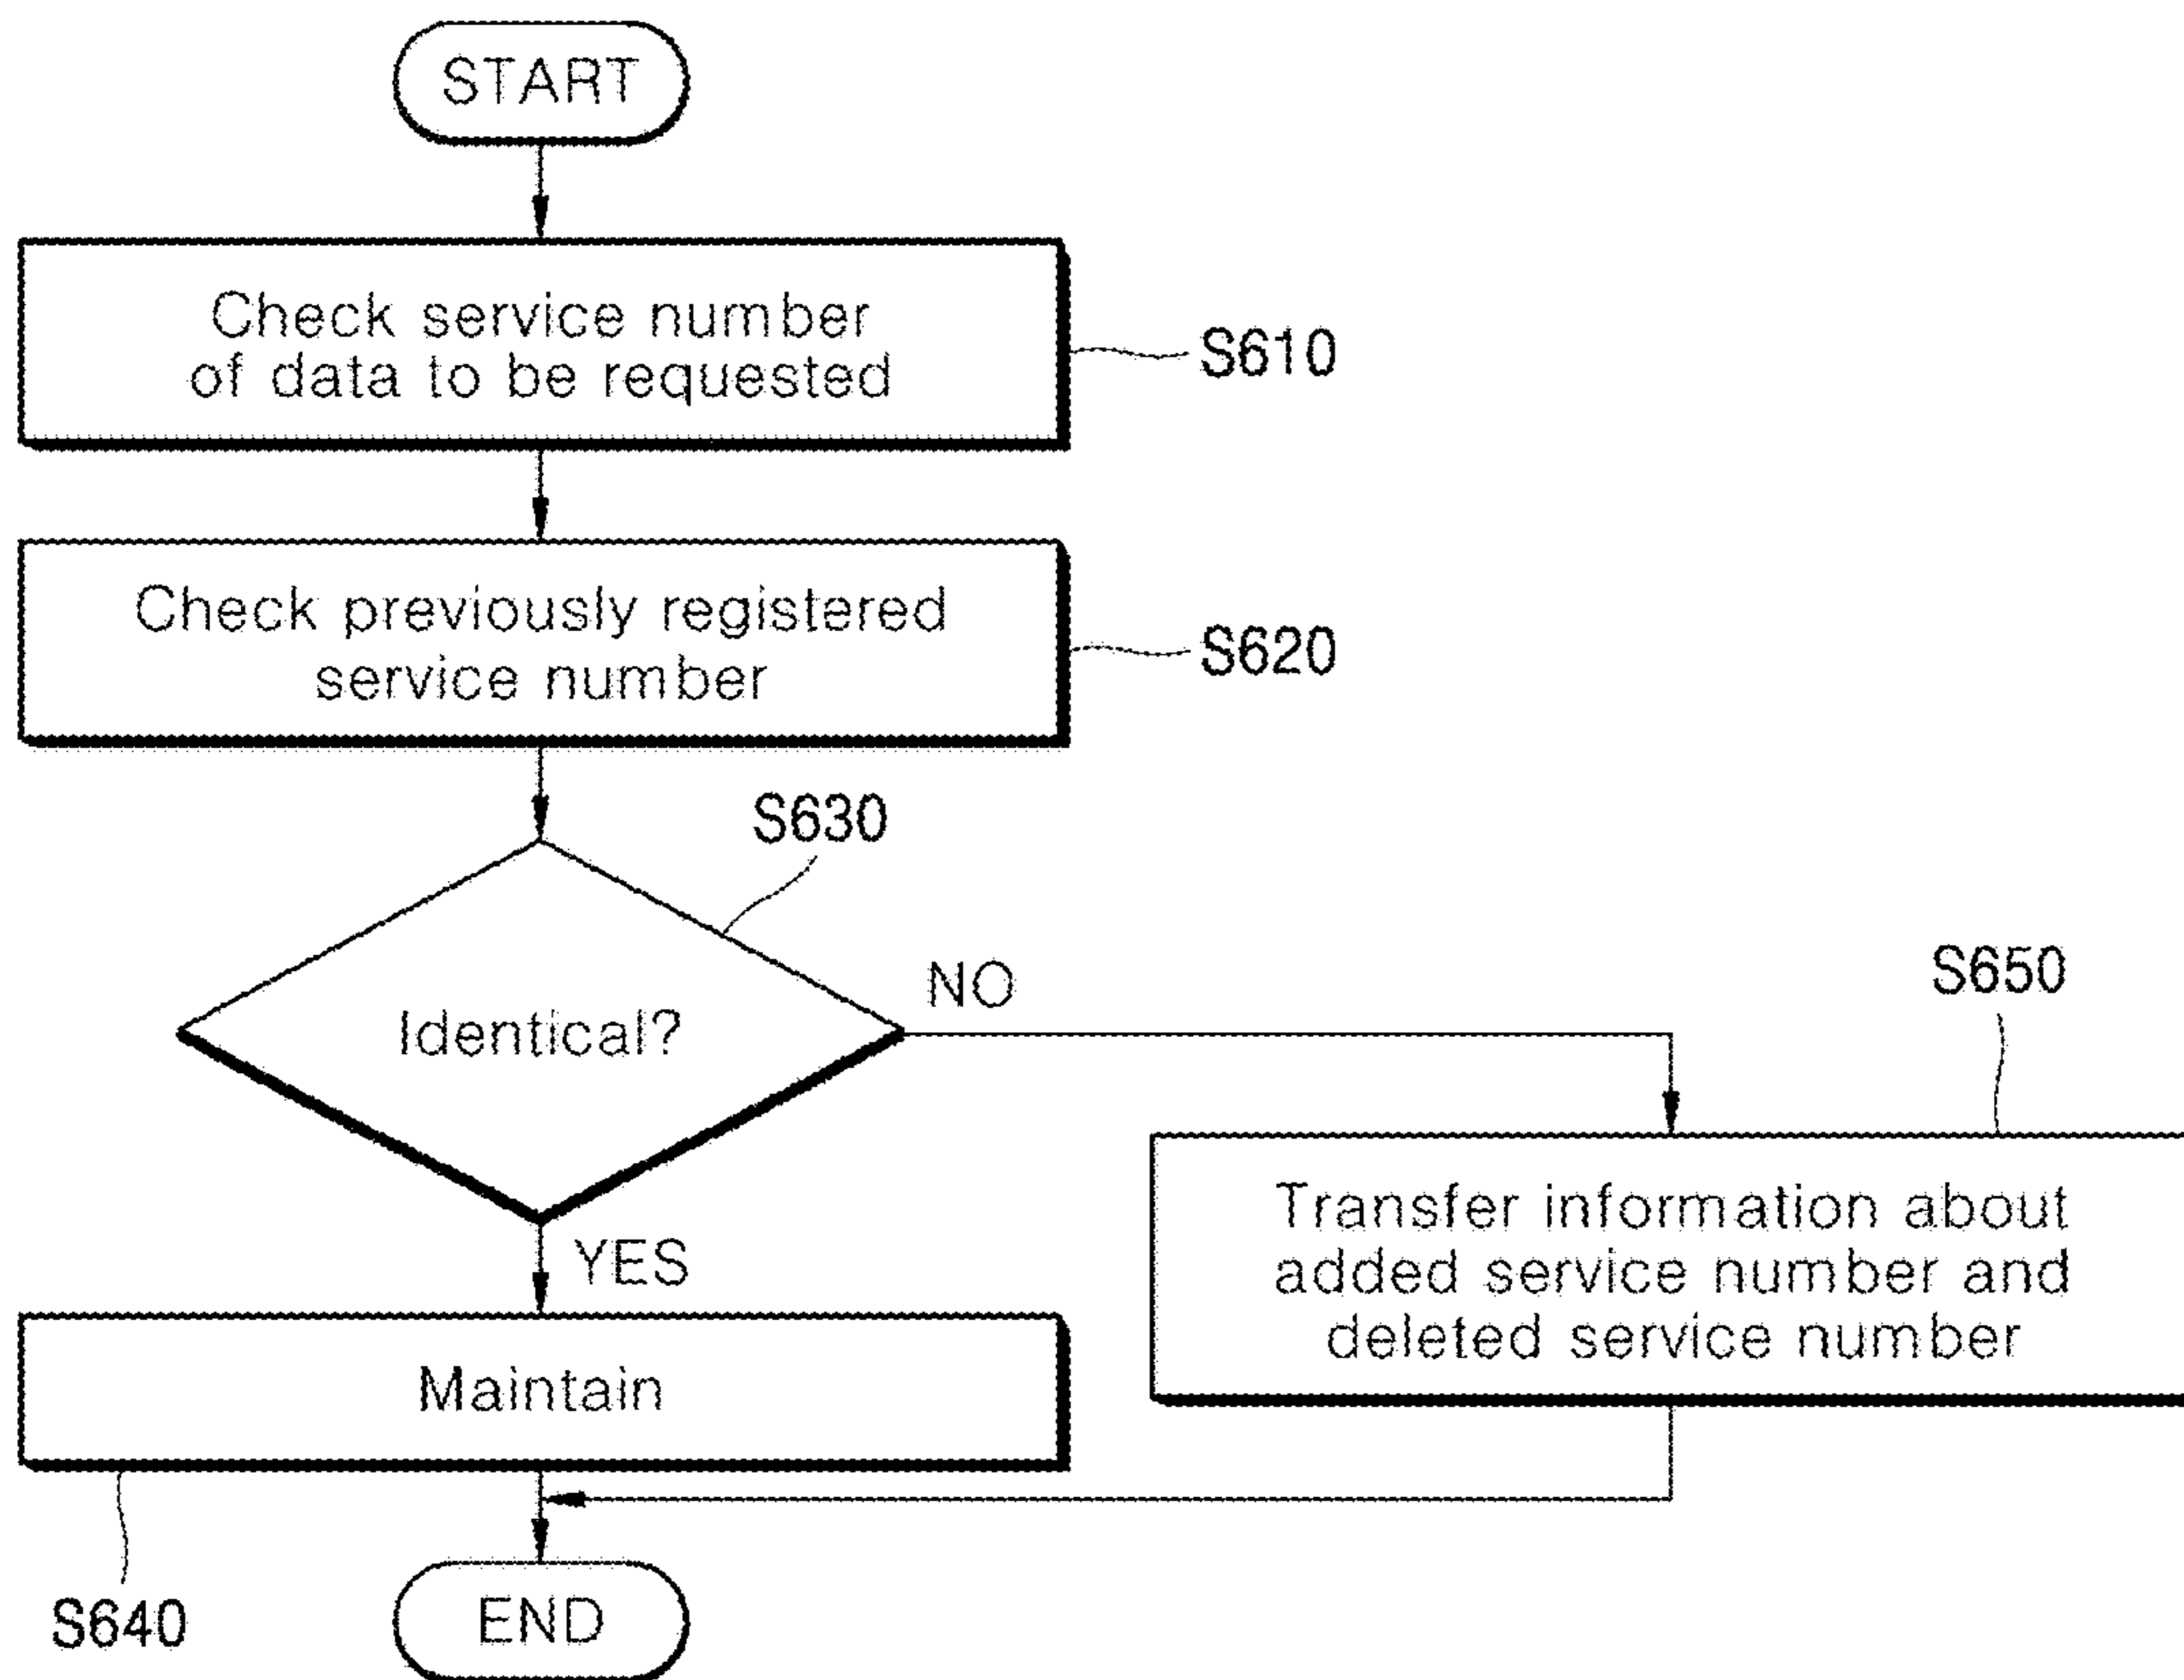 START
Check service number
of data to be requested
S610
Check previously registered
service number
S620
S630
Identical?
NO
S650
Transfer information about
added service number and
deleted service number
YES
Maintain
S640
END